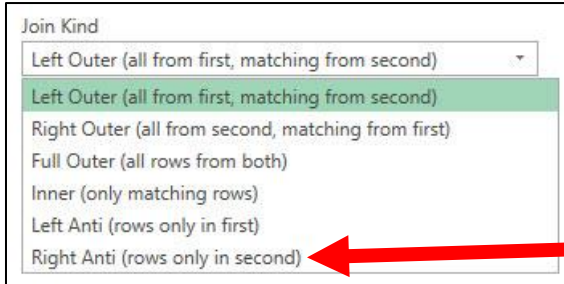 Join Kind
Left Outer (all from first, matching from second)
Left Outer (all from first, matching from second)
Right Outer (all from second, matching from first)
Full Outer (all rows from both)
Inner (only matching rows)
Left Anti (rows only in first)
Right Anti (rows only in second)